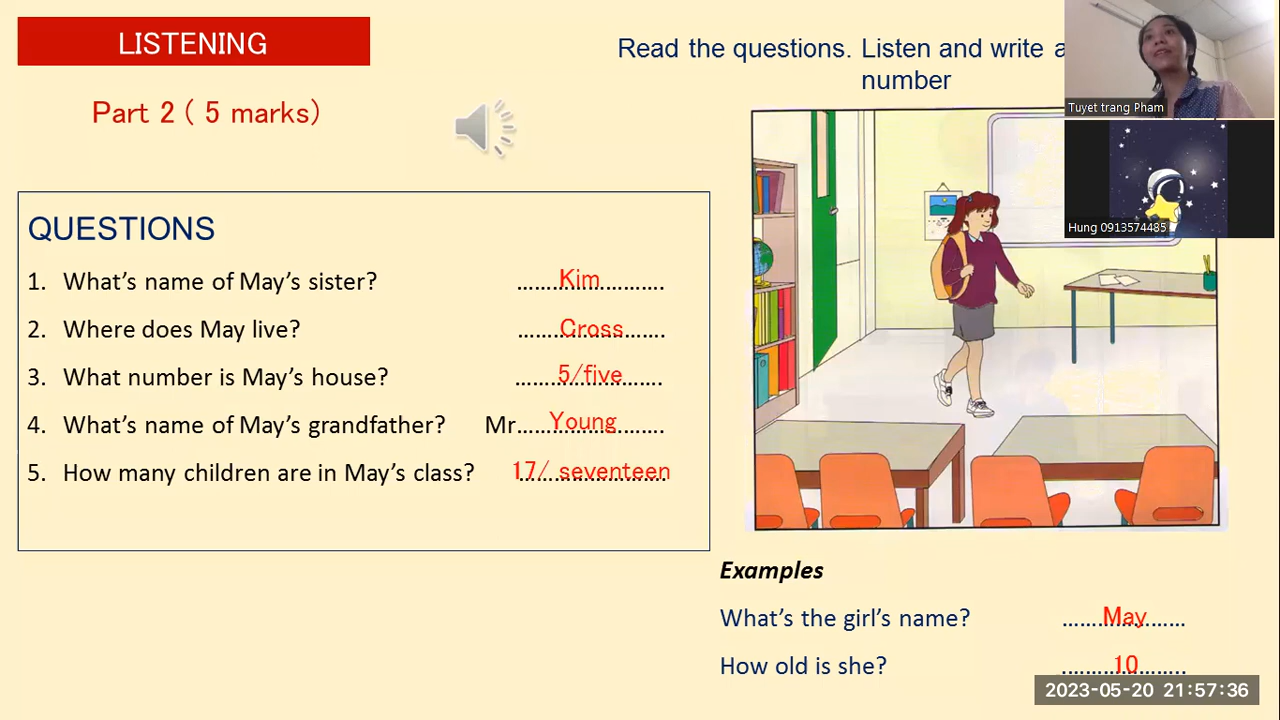 LISTENING
Read the questions. Listen and write a
number
Part 2 ( 5 marks)
QUESTIONS
1. What’s name of May’s sister? ……Kim……
2. Where does May live? ……Gross……
3. What number is May’s house? ……5/five……
4. What’s name of May’s grandfather? Mr……Young……
5. How many children are in May’s class? 17/ seventeen
Examples
What’s the girl’s name? ……May……
How old is she? ……10……
Tuyet trang Pham
Hung 0913574485
2023-05-20 21:57:36